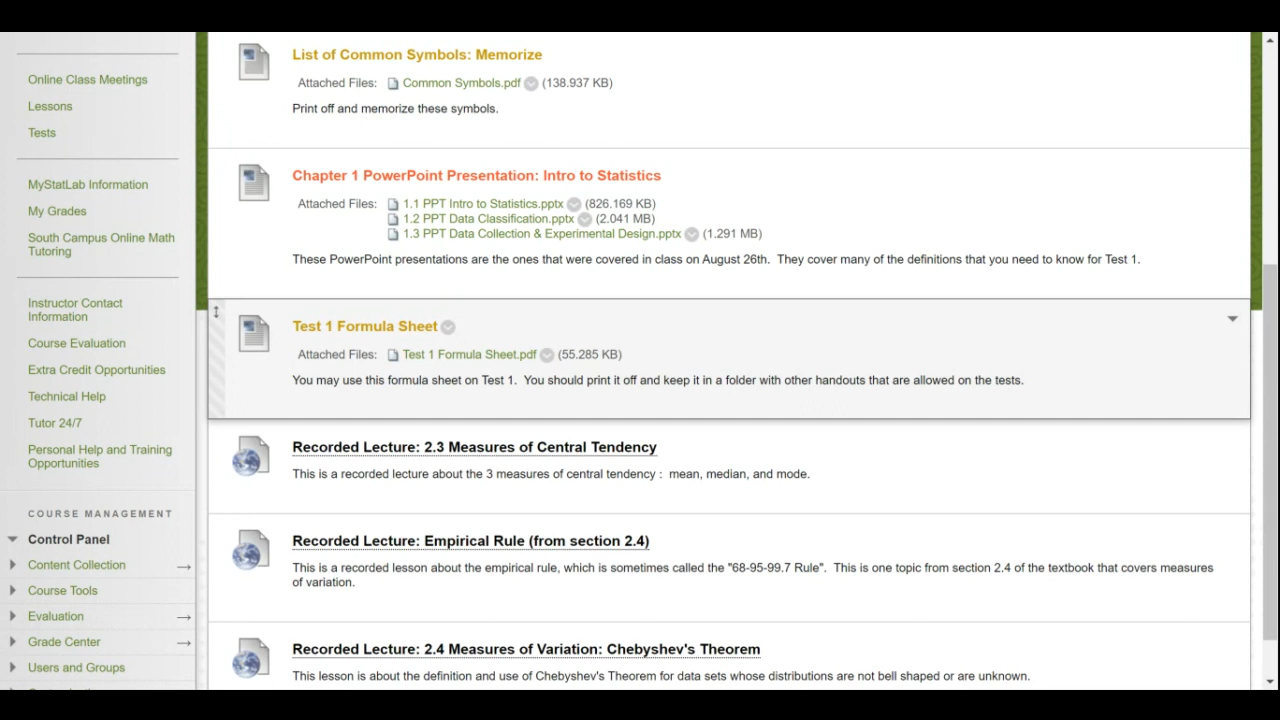 Online Class Meetings
Lessons
Tests
MyStatLab Information
My Grades
South Campus Online Math
Tutoring
Instructor Contact
Information
Course Evaluation
Extra Credit Opportunities
Technical Help
Tutor 24/7
Personal Help and Training
Opportunities
COURSE MANAGEMENT
Control Panel
Content Collection
Course Tools
Evaluation
Grade Center
Users and Groups
List of Common Symbols: Memorize
Attached Files: Common Symbols.pdf (138.937 KB)
Print off and memorize these symbols.
Chapter 1 PowerPoint Presentation: Intro to Statistics
Attached Files: 1.1 PPT Intro to Statistics.pptx (826.169 KB)
1.2 PPT Data Classification.pptx (2.041 MB)
1.3 PPT Data Collection & Experimental Design.pptx (1.291 MB)
These PowerPoint presentations are the ones that were covered in class on August 26th. They cover many of the definitions that you need to know for Test 1.
Test 1 Formula Sheet
Attached Files: Test 1 Formula Sheet.pdf (55.285 KB)
You may use this formula sheet on Test 1. You should print it off and keep it in a folder with other handouts that are allowed on the tests.
Recorded Lecture: 2.3 Measures of Central Tendency
This is a recorded lecture about the 3 measures of central tendency : mean, median, and mode.
Recorded Lecture: Empirical Rule (from section 2.4)
This is a recorded lesson about the empirical rule, which is sometimes called the "68-95-99.7 Rule". This is one topic from section 2.4 of the textbook that covers measures
of variation.
Recorded Lecture: 2.4 Measures of Variation: Chebyshev's Theorem
This lesson is about the definition and use of Chebyshev's Theorem for data sets whose distributions are not bell shaped or are unknown.